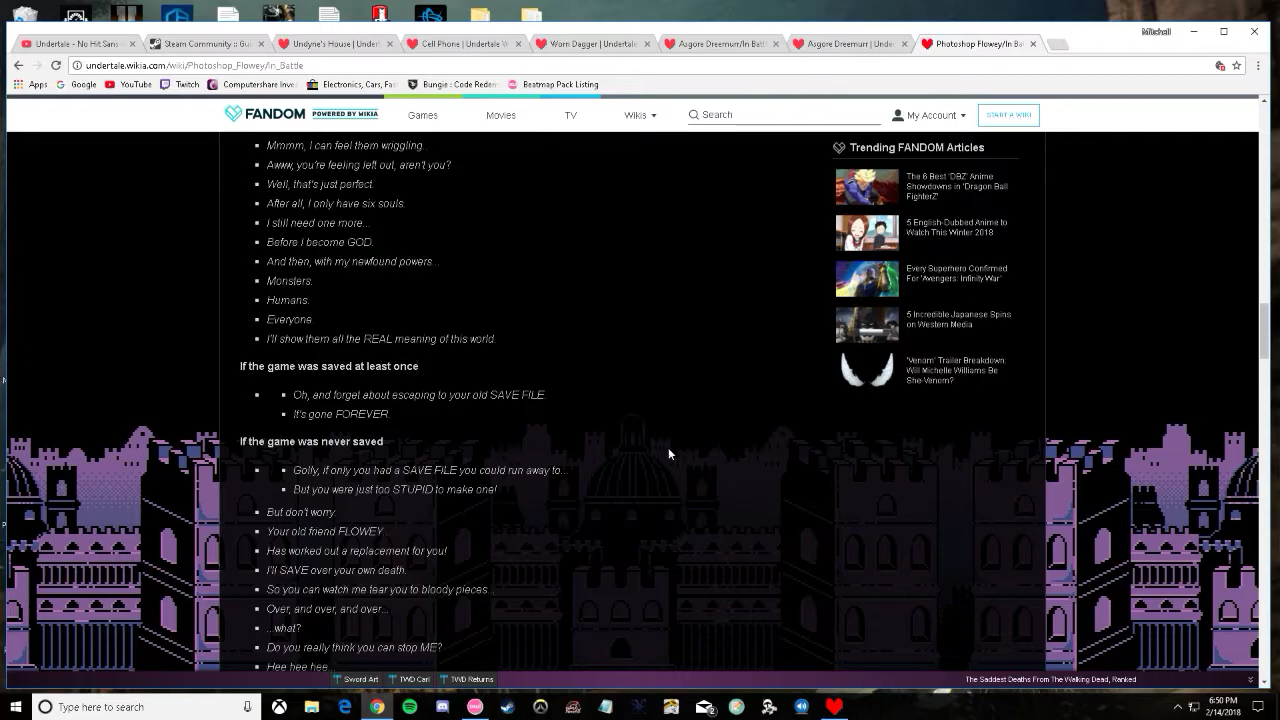 Mitchell
Undertale - No Hit Sans
Steam Community :: Gui
Undyne's House | Undert
Cell Phone | Undertale W
Worn Dagger | Undertale
Asgore Dreemurr/In Batt
Asgore Dreemurr | Under
Photoshop Flowey/In Bat
undertale.wikia.com/wiki/Photoshop_Flowey/In_Battle
Apps Google YouTube Twitch Computershare Inves Electronics, Cars, Fas Bungie : Code Redem Beatmap Pack Listing
FANDOM POWERED BY WIKIA Games Movies TV Wikis Search My Account START A WIKI
Mmmm, I can feel them wriggling..
Awww, you're feeling left out, aren't you?
Well, that's just perfect.
After all, I only have six souls.
I still need one more...
Before I become GOD.
And then, with my newfound powers...
Monsters.
Humans.
Everyone.
I'll show them all the REAL meaning of this world.
If the game was saved at least once
Oh, and forget about escaping to your old SAVE FILE.
It's gone FOREVER.
If the game was never saved
Golly, if only you had a SAVE FILE you could run away to...
But you were just too STUPID to make one!
But don't worry.
Your old friend FLOWEY...
Has worked out a replacement for you!
I'll SAVE over your own death.
So you can watch me tear you to bloody pieces...
Over, and over, and over...
...what?
Do you really think you can stop ME?
Hee hee hee...
Trending FANDOM Articles
The 6 Best 'DBZ' Anime
Showdowns in 'Dragon Ball
FighterZ'
5 English-Dubbed Anime to
Watch This Winter 2018
Every Superhero Confirmed
For 'Avengers: Infinity War'
5 Incredible Japanese Spins
on Western Media
'Venom' Trailer Breakdown:
Will Michelle Williams Be
She-Venom?
Sword Art TWD Carl TWD Returns
The Saddest Deaths From The Walking Dead, Ranked
Type here to search
6:50 PM
2/14/2018